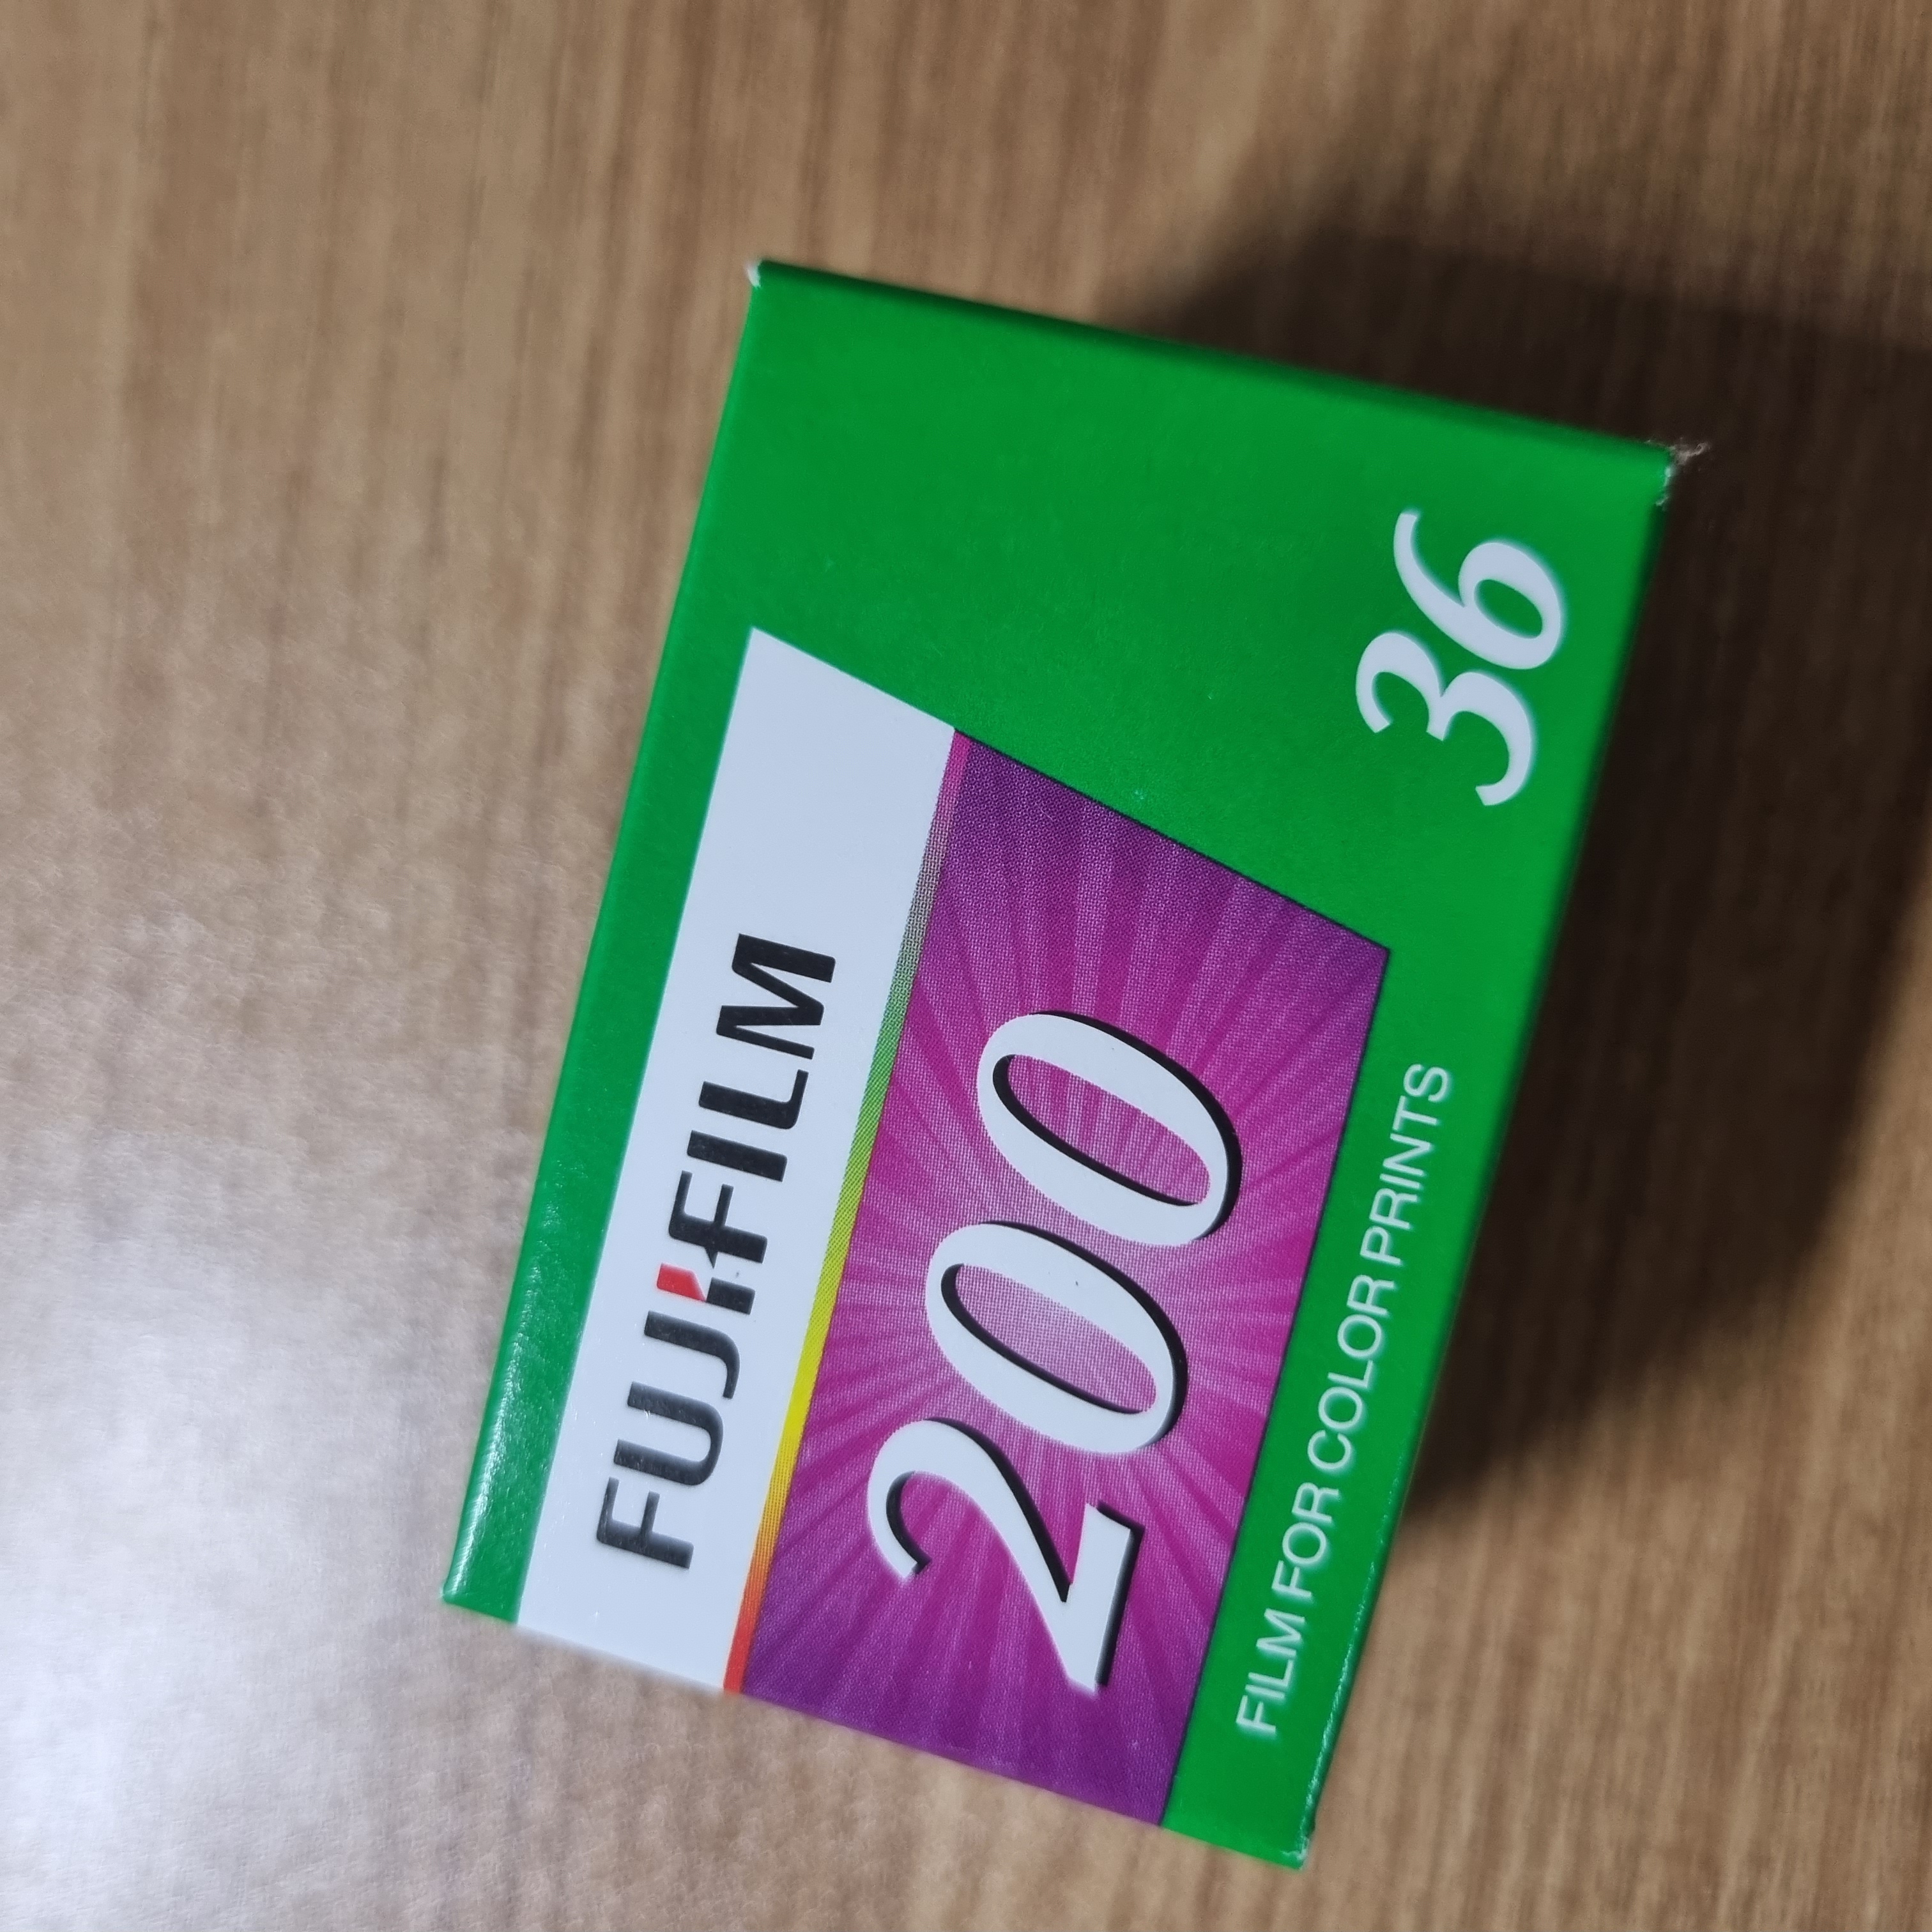 FUJIFILM
200
FILM FOR COLOR PRINTS
36